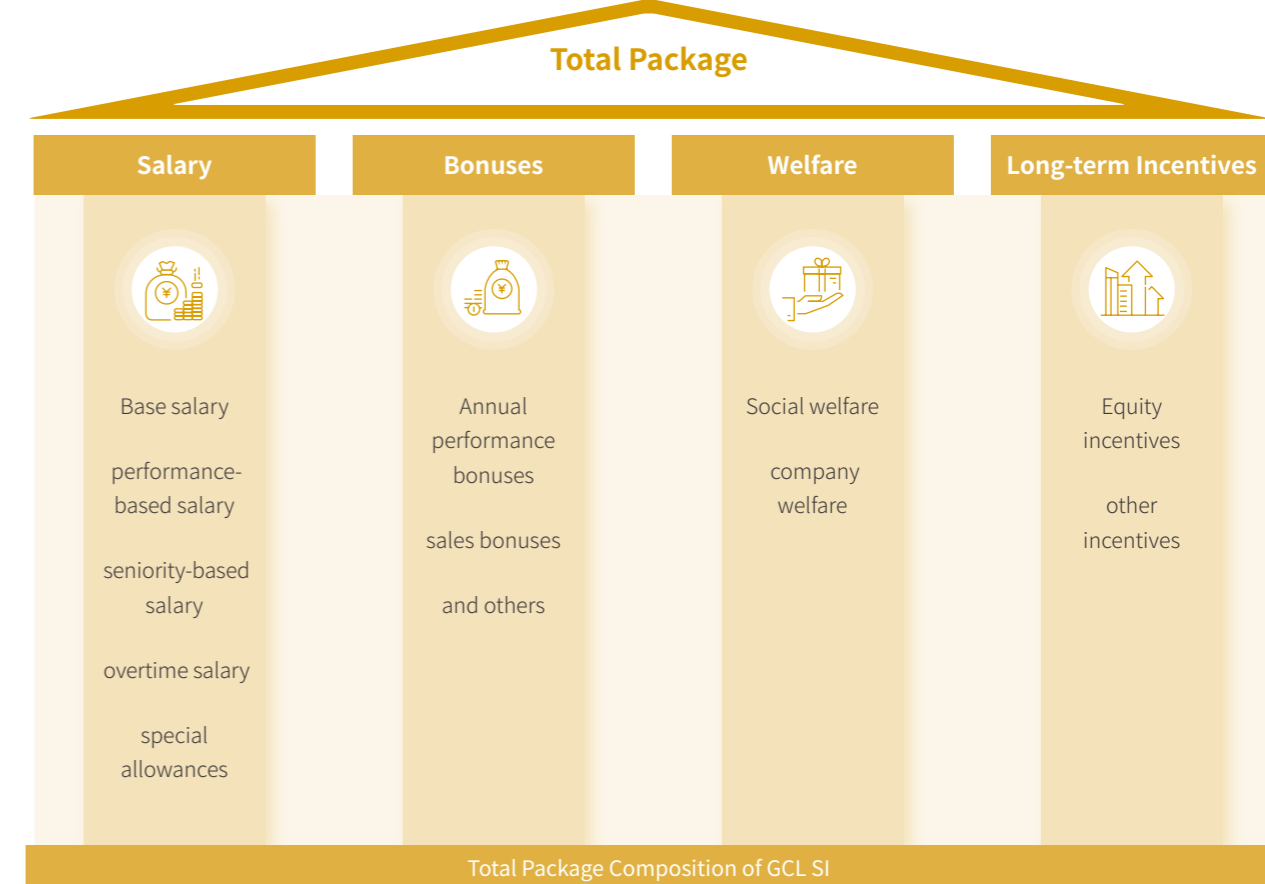 Total Package
Salary
Base salary
performance-
based salary
seniority-based
salary
overtime salary
special
allowances
Bonuses
Annual
performance
bonuses
sales bonuses
and others
Welfare
Social welfare
company
welfare
Long-term Incentives
Equity
incentives
other
incentives
Total Package Composition of GCL SI